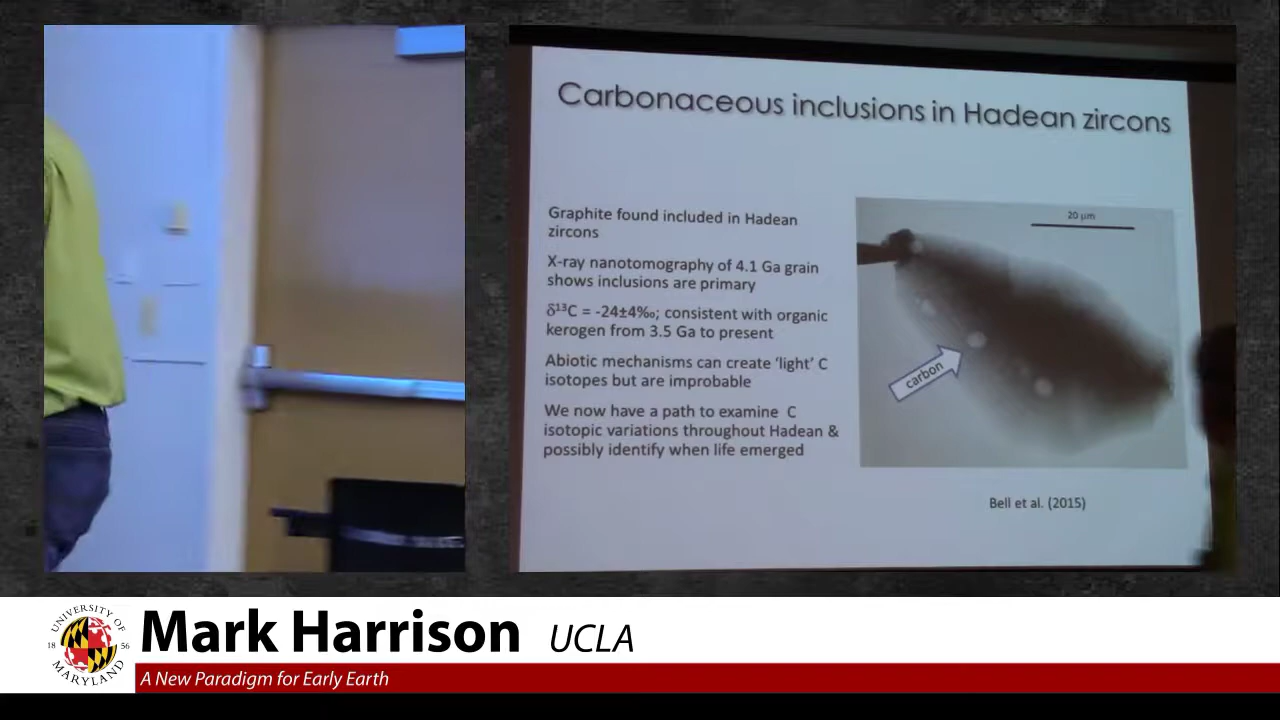 Carbonaceous inclusions in Hadean zircons
Graphite found included in Hadean
zircons
X-ray nanotomography of 4.1 Ga grain
shows inclusions are primary
δ¹³C = -24±4‰; consistent with organic
kerogen from 3.5 Ga to present
Abiotic mechanisms can create ‘light’ C
isotopes but are improbable
We now have a path to examine C
isotopic variations throughout Hadean &
possibly identify when life emerged
20 µm
carbon
Bell et al. (2015)
UNIVERSITY OF
18 56
MARYLAND
Mark Harrison UCLA
A New Paradigm for Early Earth